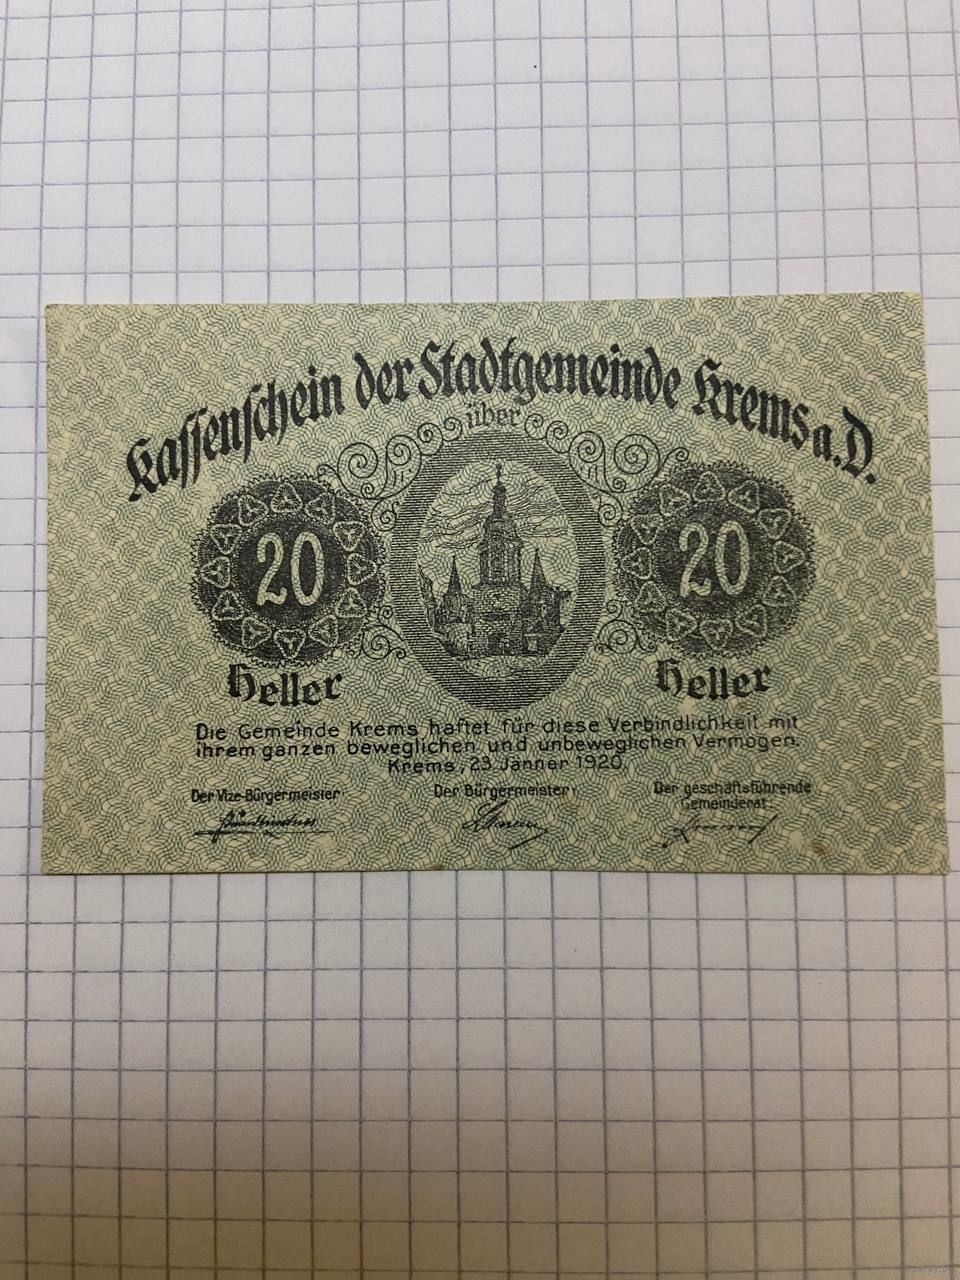 Kassenschein der Stadtgemeinde Krems a.D.
über
20
20
Heller
Heller
Die Gemeinde Krems haftet für diese Verbindlichkeit mit
ihrem ganzen beweglichen und unbeweglichen Vermögen.
Krems, 23. Jänner 1920.
Der Vize-Bürgermeister
Der Bürgermeister:
Der geschäftsführende
Gemeinderat: